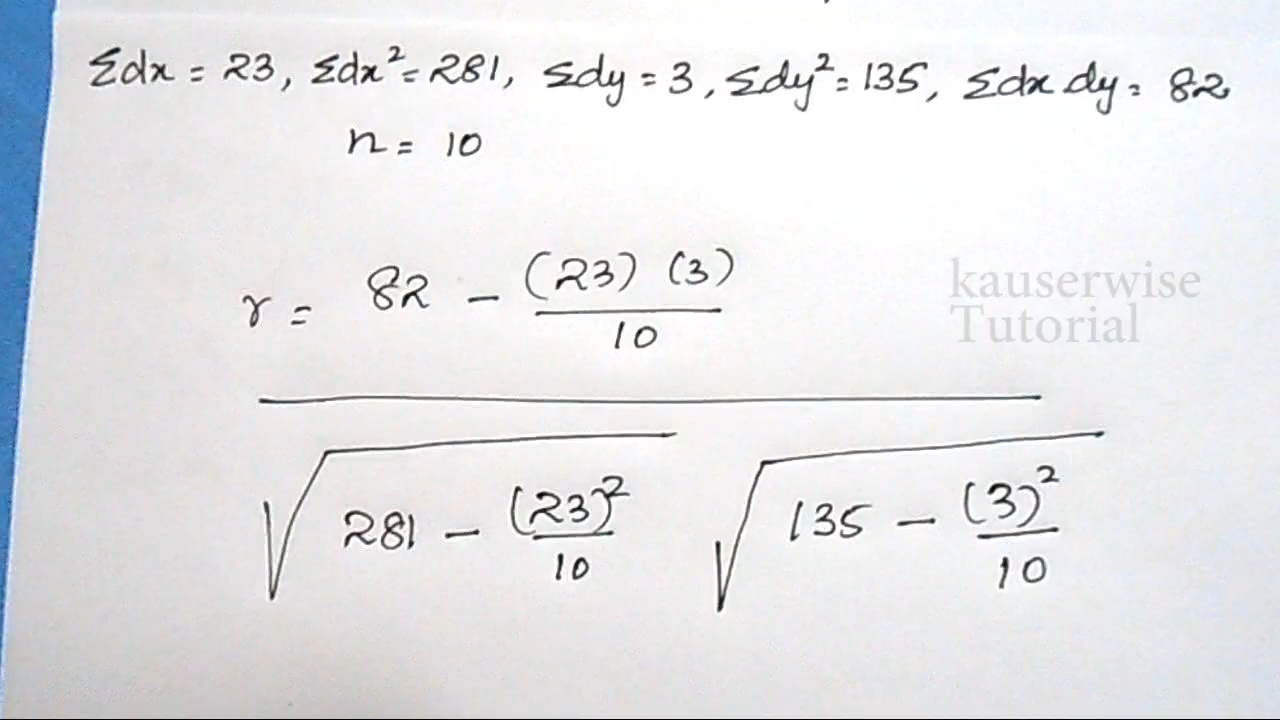 Σdx = 23, Σdx² = 281, Σdy = 3, Σdy² = 135, Σdx dy = 82
n = 10
r = 82 - (23) (3)
10
kauserwise
Tutorial
√ 281 - (23)² √ 135 - (3)²
10 10